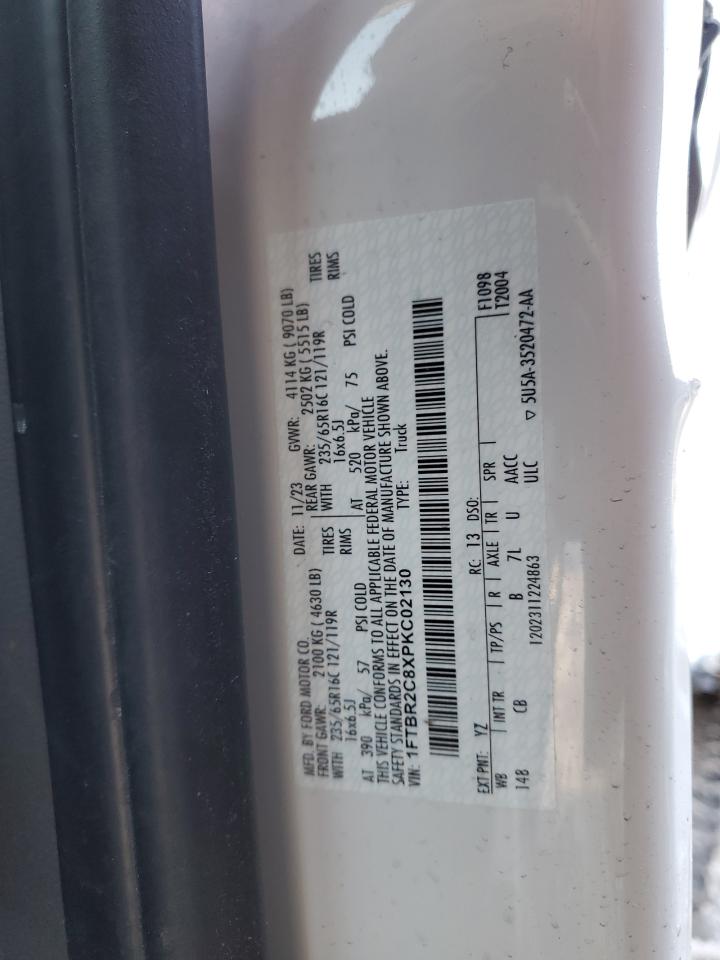 MFD. BY FORD MOTOR CO. DATE: 11/23 GVWR: 4114 KG ( 9070 LB)
FRONT GAWR: 2100 KG ( 4630 LB) REAR GAWR: 2502 KG ( 5515 LB)
WITH 235/65R16C 121/119R TIRES WITH 235/65R16C 121/119R TIRES
16x6.5J RIMS 16x6.5J RIMS
AT 390 kPa/ 57 PSI COLD AT 520 kPa/ 75 PSI COLD
THIS VEHICLE CONFORMS TO ALL APPLICABLE FEDERAL MOTOR VEHICLE
SAFETY STANDARDS IN EFFECT ON THE DATE OF MANUFACTURE SHOWN ABOVE.
VIN: 1FTBR2C8XPKC02130 TYPE: Truck
EXT PNT: YZ RC: 13 DSO: F1098
WB INT TR TP/PS R AXLE TR SPR T2004
148 CB B 7L U AACC
1202311224863 ULC ▽ 5U5A-3520472-AA